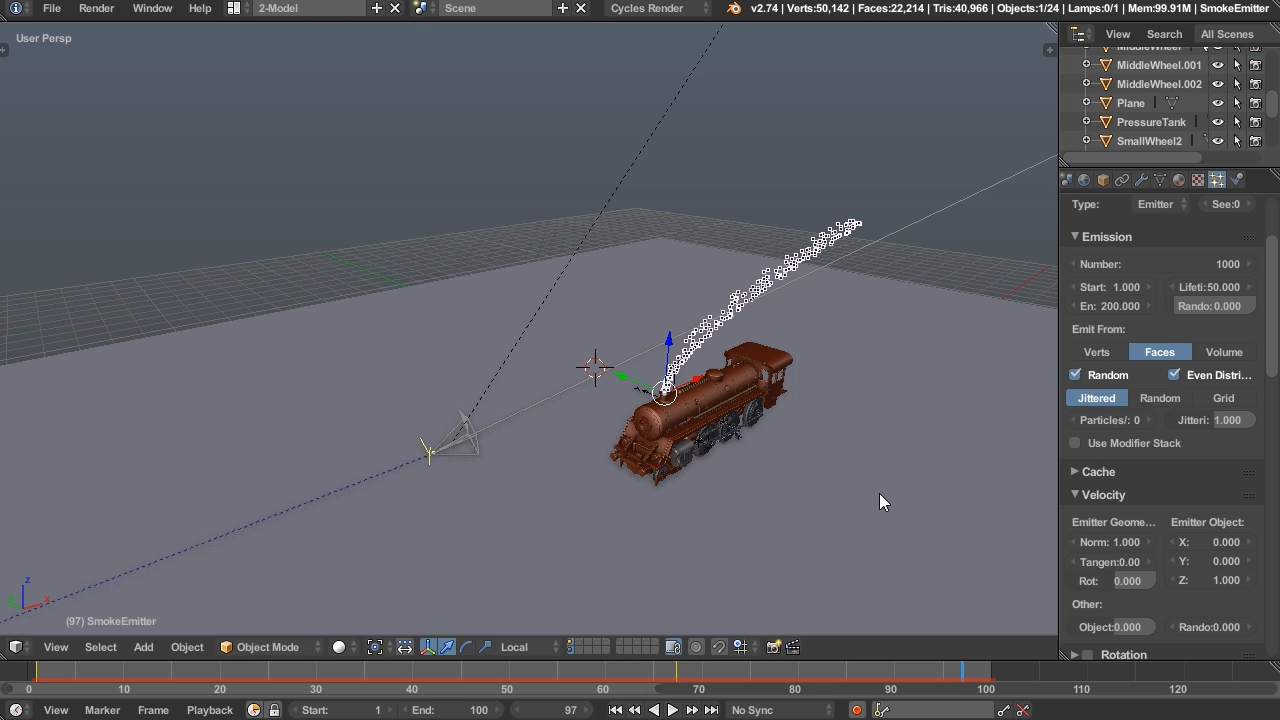 File Render Window Help 2-Model Scene Cycles Render v2.74 | Verts:50,142 | Faces:22,214 | Tris:40,966 | Objects:1/24 | Lamps:0/1 | Mem:99.91M | SmokeEmitter
User Persp
View Search All Scenes
MiddleWheel
MiddleWheel.001
MiddleWheel.002
Plane
PressureTank
SmallWheel2
Type: Emitter See:0
Emission
Number: 1000
Start: 1.000 Lifeti:50.000
En: 200.000 Rando:0.000
Emit From:
Verts Faces Volume
Random Even Distri...
Jittered Random Grid
Particles/: 0 Jitteri: 1.000
Use Modifier Stack
Cache
Velocity
Emitter Geome... Emitter Object:
Norm: 1.000 X: 0.000
Tangen:0.00 Y: 0.000
Rot: 0.000 Z: 1.000
Other:
Object:0.000 Rando:0.000
Rotation
z
x
(97) SmokeEmitter
View Select Add Object Object Mode Local
0 10 20 30 40 50 60 70 80 90 100 110 120
View Marker Frame Playback Start: 1 End: 100 97 No Sync